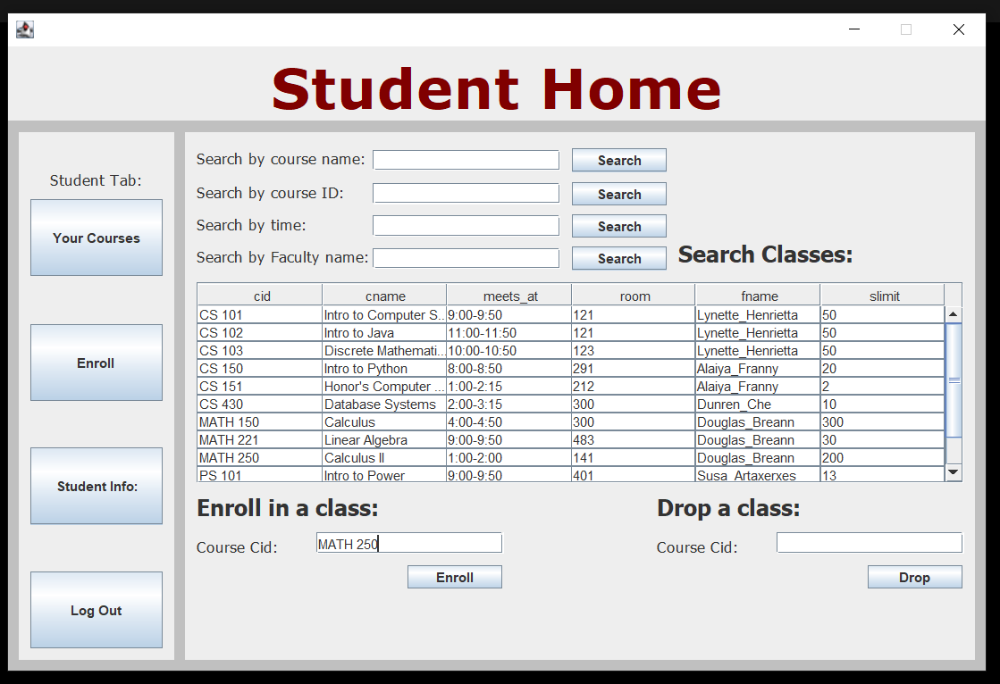 Student Home
Student Tab:
Your Courses
Enroll
Student Info:
Log Out
Search by course name: Search
Search by course ID: Search
Search by time: Search
Search by Faculty name: Search
Search Classes:
cid cname meets_at room fname slimit
CS 101 Intro to Computer S... 9:00-9:50 121 Lynette_Henrietta 50
CS 102 Intro to Java 11:00-11:50 121 Lynette_Henrietta 50
CS 103 Discrete Mathemati... 10:00-10:50 123 Lynette_Henrietta 50
CS 150 Intro to Python 8:00-8:50 291 Alaiya_Franny 20
CS 151 Honor's Computer ... 1:00-2:15 212 Alaiya_Franny 2
CS 430 Database Systems 2:00-3:15 300 Dunren_Che 10
MATH 150 Calculus 4:00-4:50 300 Douglas_Breann 300
MATH 221 Linear Algebra 9:00-9:50 483 Douglas_Breann 30
MATH 250 Calculus II 1:00-2:00 141 Douglas_Breann 200
PS 101 Intro to Power 9:00-9:50 401 Susa_Artaxerxes 13
Enroll in a class: Drop a class:
Course Cid: MATH 250 Course Cid:
Enroll Drop